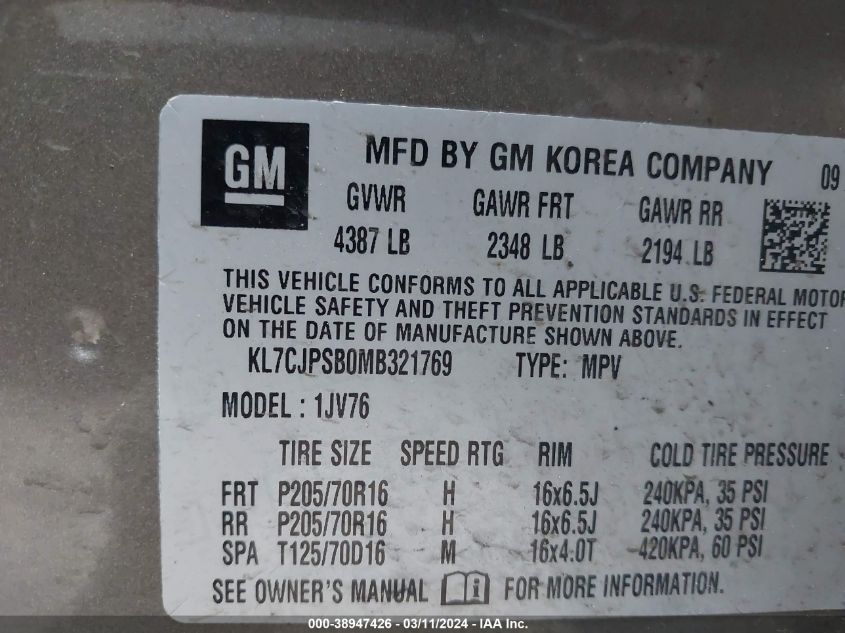 GM
MFD BY GM KOREA COMPANY 09
GVWR GAWR FRT GAWR RR
4387 LB 2348 LB 2194 LB
THIS VEHICLE CONFORMS TO ALL APPLICABLE U.S. FEDERAL MOTOR
VEHICLE SAFETY AND THEFT PREVENTION STANDARDS IN EFFECT
ON THE DATE OF MANUFACTURE SHOWN ABOVE.
KL7CJPSB0MB321769 TYPE: MPV
MODEL : 1JV76
TIRE SIZE SPEED RTG RIM COLD TIRE PRESSURE
FRT P205/70R16 H 16x6.5J 240KPA, 35 PSI
RR P205/70R16 H 16x6.5J 240KPA, 35 PSI
SPA T125/70D16 M 16x4.0T 420KPA, 60 PSI
SEE OWNER'S MANUAL i FOR MORE INFORMATION.
000-38947426 - 03/11/2024 - IAA Inc.